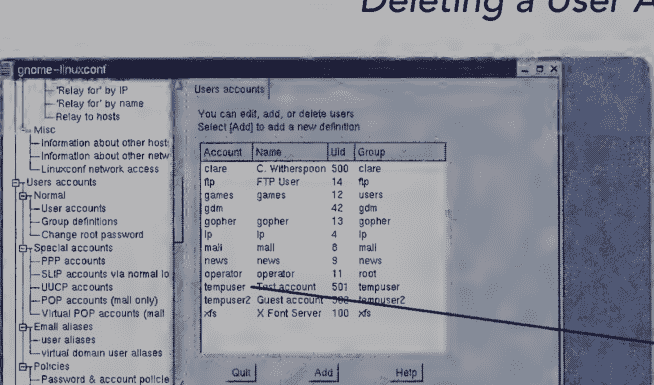 Deleting a User A
gnome-linuxconf
'Relay for' by IP
'Relay for' by name
Relay to hosts
Misc
Information about other hosts
Information about other netw
Linuxconf network access
Users accounts
Normal
User accounts
Group definitions
Change root password
Special accounts
PPP accounts
SLIP accounts via normal lo
UUCP accounts
POP accounts (mail only)
Virtual POP accounts (mail
Email aliases
user aliases
virtual domain user aliases
Policies
Password & account policie
Users accounts
You can edit, add, or delete users
Select [Add] to add a new definition
Account Name Uid Group
clare C. Witherspoon 500 clare
ftp FTP User 14 ftp
games games 12 users
gdm 42 gdm
gopher gopher 13 gopher
lp lp 4 lp
mail mail 8 mail
news news 9 news
operator operator 11 root
tempuser Test account 501 tempuser
tempuser2 Guest account 502 tempuser2
xfs X Font Server 100 xfs
Quit Add Help